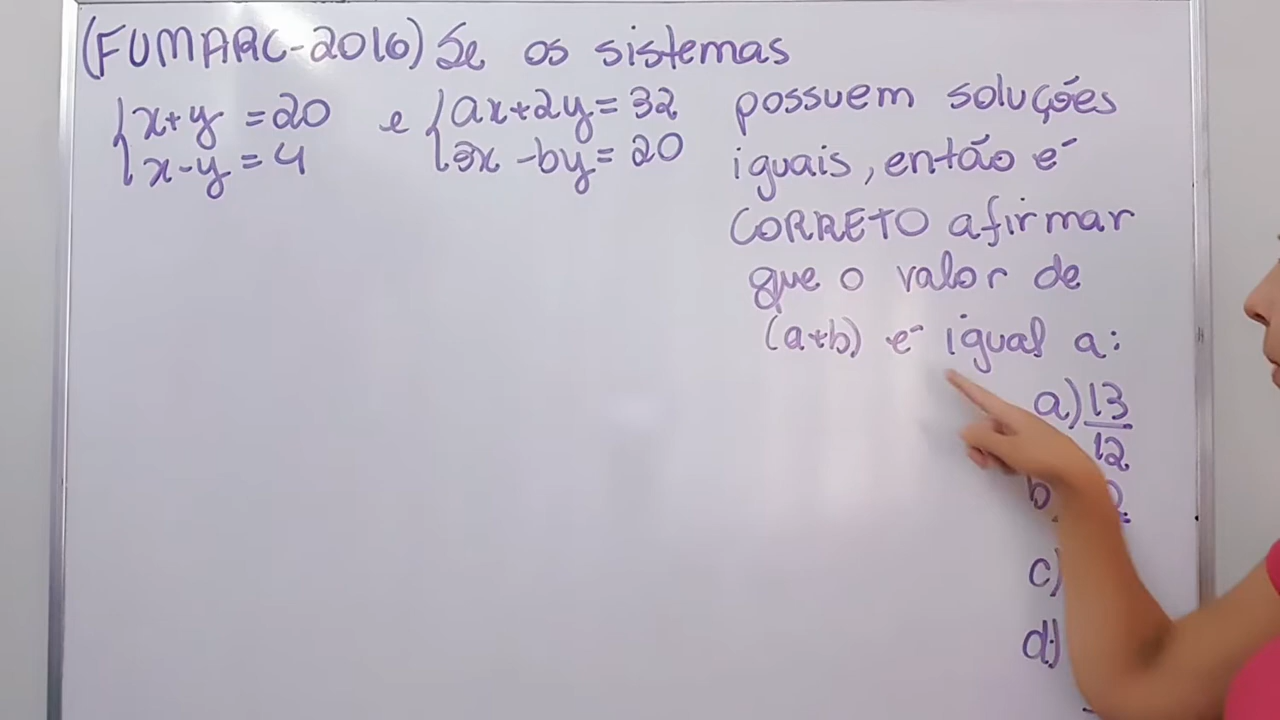 (FUMARC-2016) Se os sistemas
{x+y = 20 e {ax+2y = 32 possuem soluções
{x-y = 4 {3x - by = 20 iguais, então é
CORRETO afirmar
que o valor de
(a+b) é igual a:
a) 13
12
b)
c)
d)